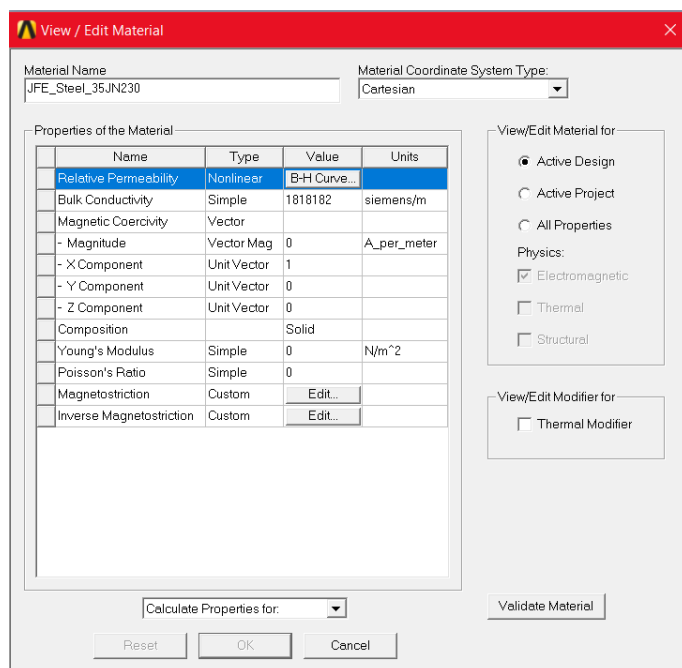 View / Edit Material
Material Name
Material Coordinate System Type:
JFE_Steel_35JN230
Cartesian
Properties of the Material
Name Type Value Units
Relative Permeability Nonlinear B-H Curve...
Bulk Conductivity Simple 1818182 siemens/m
Magnetic Coercivity Vector
- Magnitude Vector Mag 0 A_per_meter
- X Component Unit Vector 1
- Y Component Unit Vector 0
- Z Component Unit Vector 0
Composition Solid
Young's Modulus Simple 0 N/m^2
Poisson's Ratio Simple 0
Magnetostriction Custom Edit...
Inverse Magnetostriction Custom Edit...
View/Edit Material for
Active Design
Active Project
All Properties
Physics:
Electromagnetic
Thermal
Structural
View/Edit Modifier for
Thermal Modifier
Calculate Properties for:
Validate Material
Reset OK Cancel